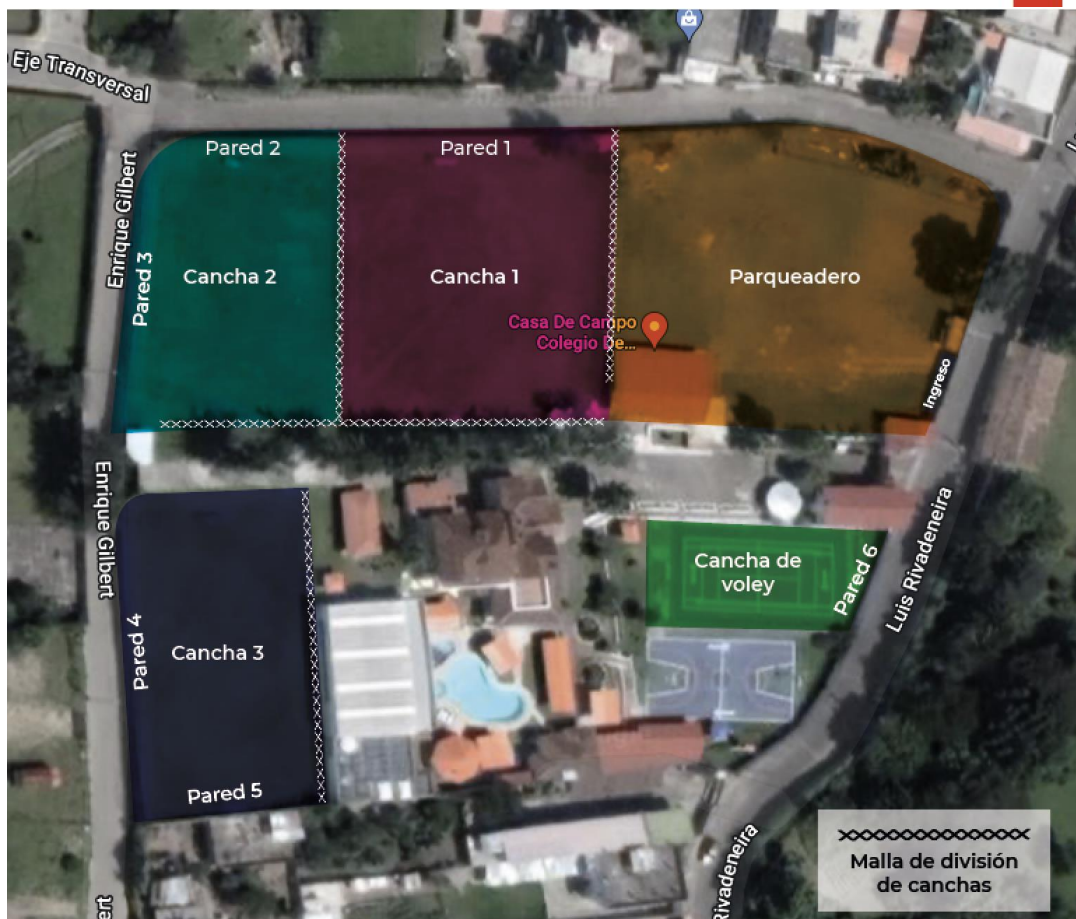 Eje Transversal
Pared 2
Pared 1
Enrique Gilbert
Pared 3
Cancha 2
Cancha 1
Parqueadero
Casa De Campo
Colegio De...
Ingreso
Enrique Gilbert
Cancha de
voley
Pared 6
Luis Rivadeneira
Pared 4
Cancha 3
Pared 5
Rivadeneira
Malla de división
de canchas
ert